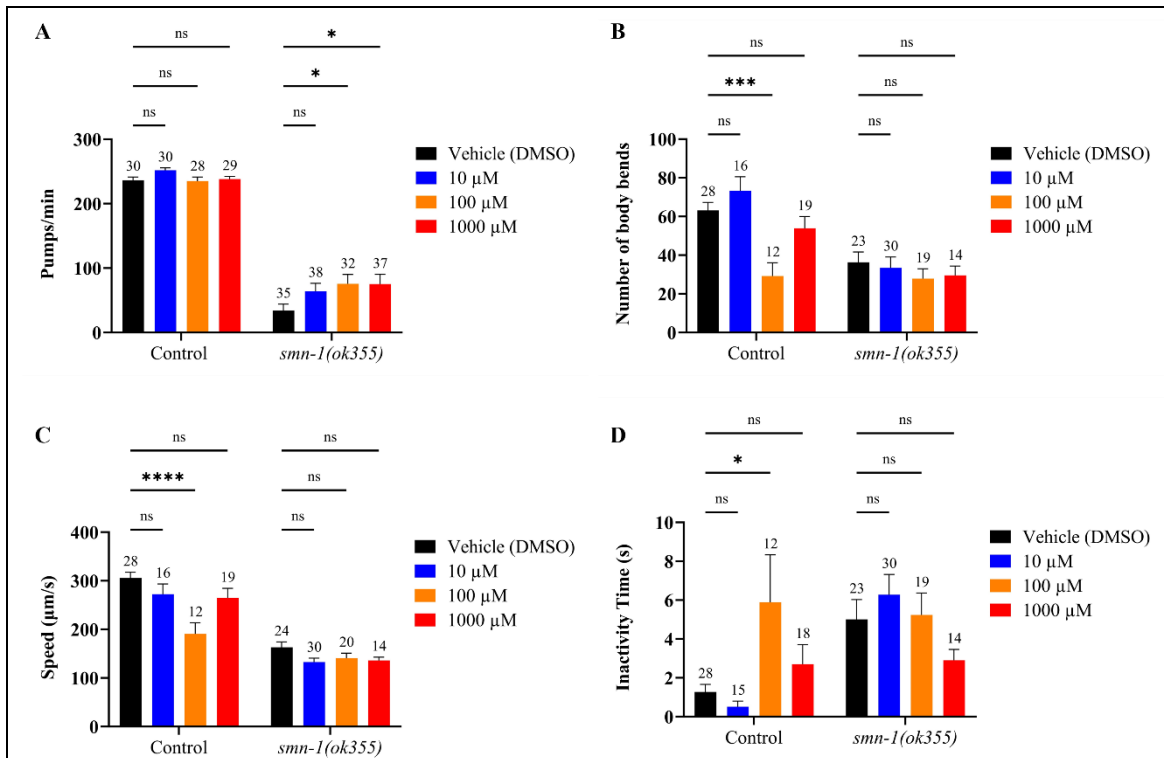 A
ns
*
ns
*
ns
ns
300
200
100
0
Pumps/min
30
30
28
29
35
38
32
37
Control
smn-1(ok355)
Vehicle (DMSO)
10 µM
100 µM
1000 µM
B
ns
ns
***
ns
ns
ns
100
80
60
40
20
0
Number of body bends
28
16
12
19
23
30
19
14
Control
smn-1(ok355)
Vehicle (DMSO)
10 µM
100 µM
1000 µM
C
ns
ns
****
ns
ns
ns
400
300
200
100
0
Speed (µm/s)
28
16
12
19
24
30
20
14
Control
smn-1(ok355)
Vehicle (DMSO)
10 µM
100 µM
1000 µM
D
ns
ns
*
ns
ns
ns
10
8
6
4
2
0
Inactivity Time (s)
28
15
12
18
23
30
19
14
Control
smn-1(ok355)
Vehicle (DMSO)
10 µM
100 µM
1000 µM